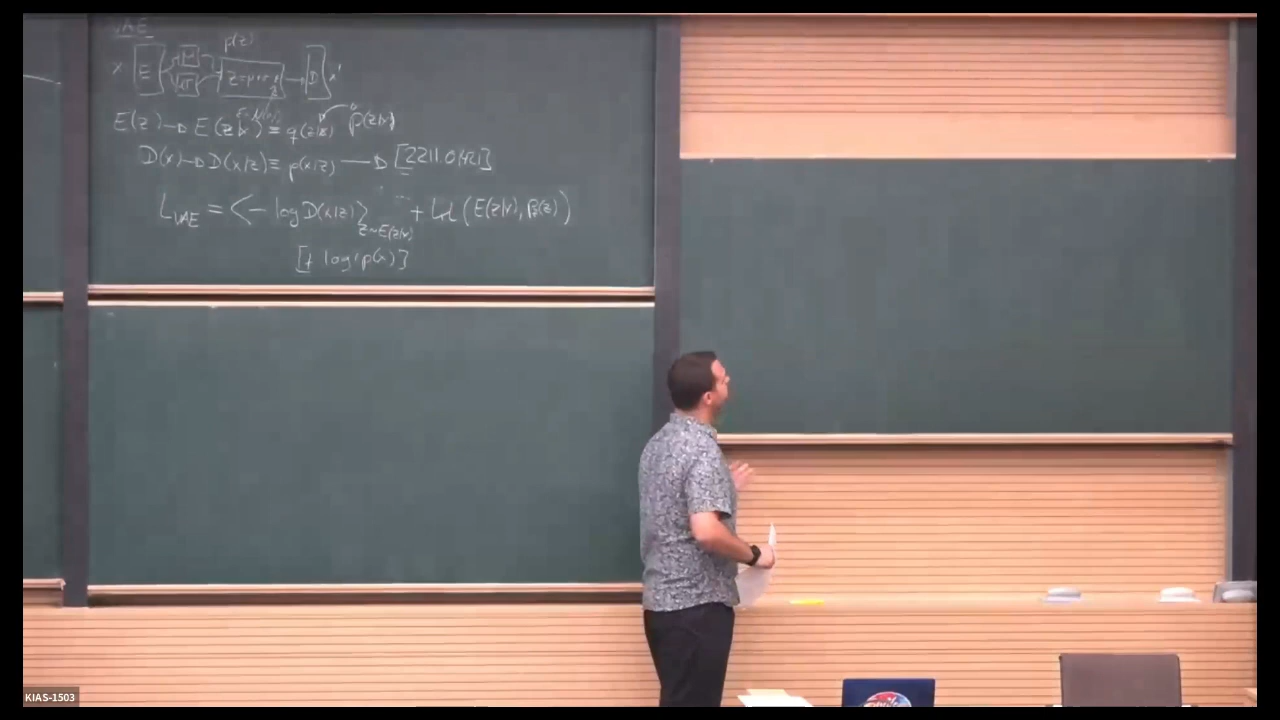 VAE
p(z)
x E μ σ z=μ+σ D x'
E(z) → E(z|x) ≡ q(z|x) p(z|x)
D(x) → D(x|z) ≡ p(x|z) → [2211.01421]
L_VAE = < - log D(x|z) >_{z~E(z|x)} + KL (E(z|x), p(z))
[+ log p(x)]
KIAS-1503